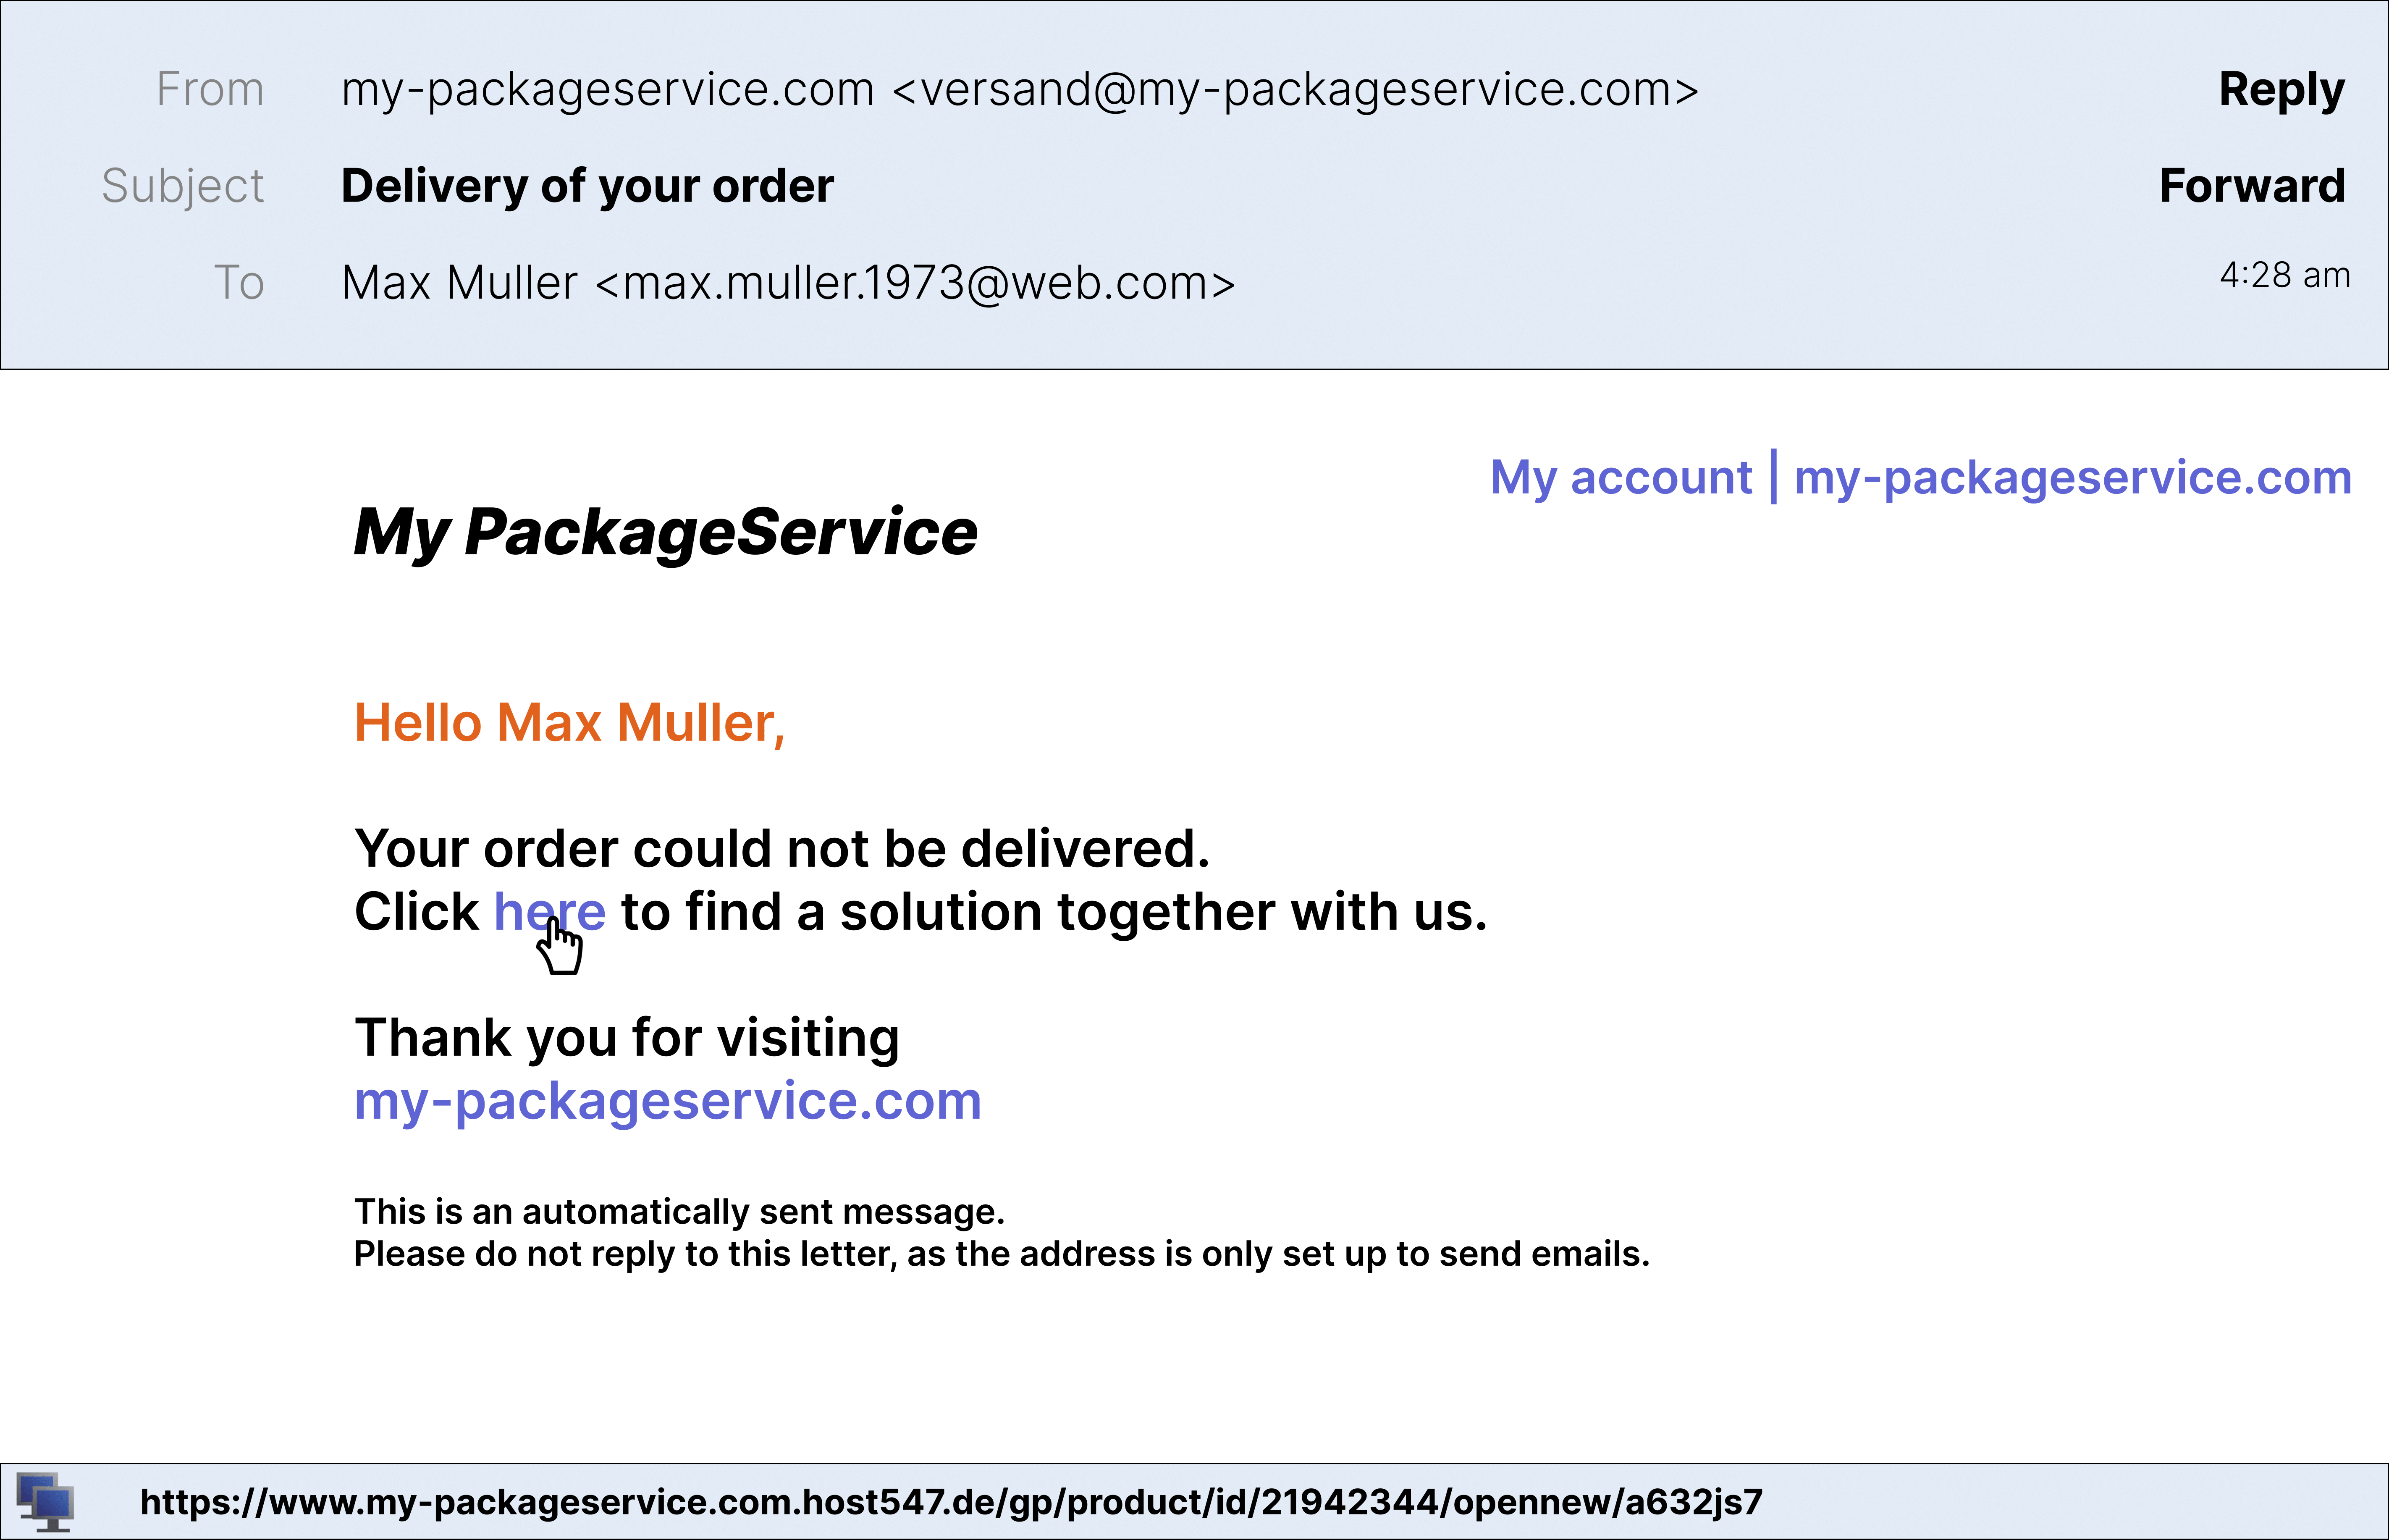 From my-packageservice.com <versand@my-packageservice.com> Reply
Subject Delivery of your order Forward
To Max Muller <max.muller.1973@web.com> 4:28 am
My account | my-packageservice.com
My PackageService
Hello Max Muller,
Your order could not be delivered.
Click here to find a solution together with us.
Thank you for visiting
my-packageservice.com
This is an automatically sent message.
Please do not reply to this letter, as the address is only set up to send emails.
https://www.my-packageservice.com.host547.de/gp/product/id/21942344/opennew/a632js7